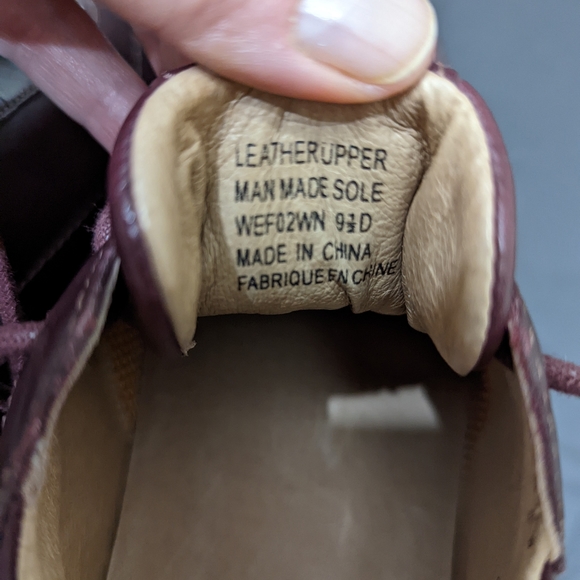 LEATHER UPPER
MAN MADE SOLE
WEF02WN 9½D
MADE IN CHINA
FABRIQUE EN CHINE